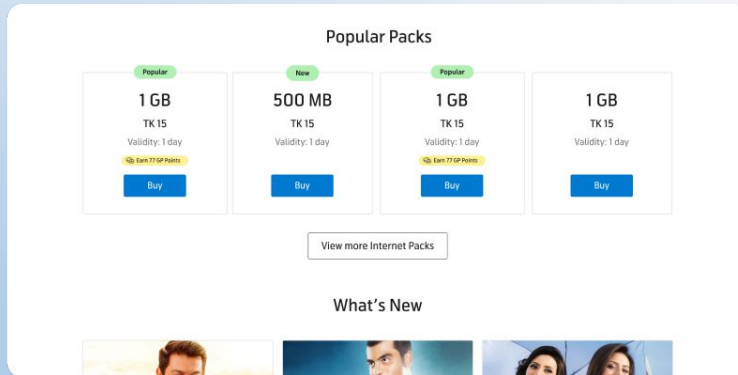 Popular Packs
Popular
1 GB
TK 15
Validity: 1 day
Earn 77 GP Points
Buy
New
500 MB
TK 15
Validity: 1 day
Buy
Popular
1 GB
TK 15
Validity: 1 day
Earn 77 GP Points
Buy
1 GB
TK 15
Validity: 1 day
Buy
View more Internet Packs
What's New